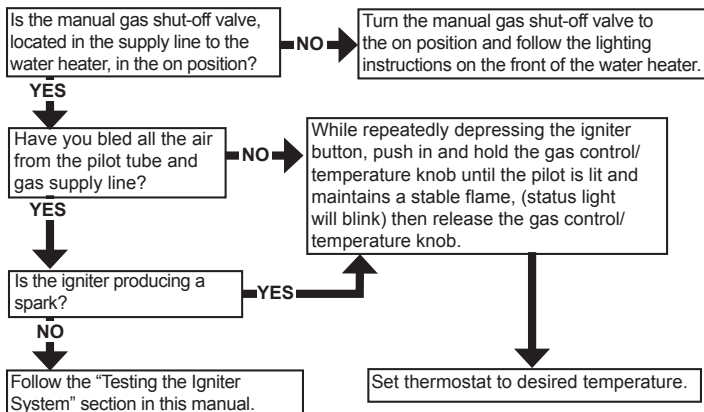 Is the manual gas shut-off valve,
located in the supply line to the
water heater, in the on position?
NO
Turn the manual gas shut-off valve to
the on position and follow the lighting
instructions on the front of the water heater.
YES
Have you bled all the air
from the pilot tube and
gas supply line?
NO
While repeatedly depressing the igniter
button, push in and hold the gas control/
temperature knob until the pilot is lit and
maintains a stable flame, (status light
will blink) then release the gas control/
temperature knob.
YES
Is the igniter producing a
spark?
YES
NO
Follow the “Testing the Igniter
System” section in this manual.
Set thermostat to desired temperature.